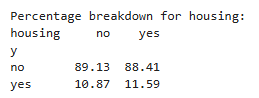 Percentage breakdown for housing:
housing no yes
y
no 89.13 88.41
yes 10.87 11.59